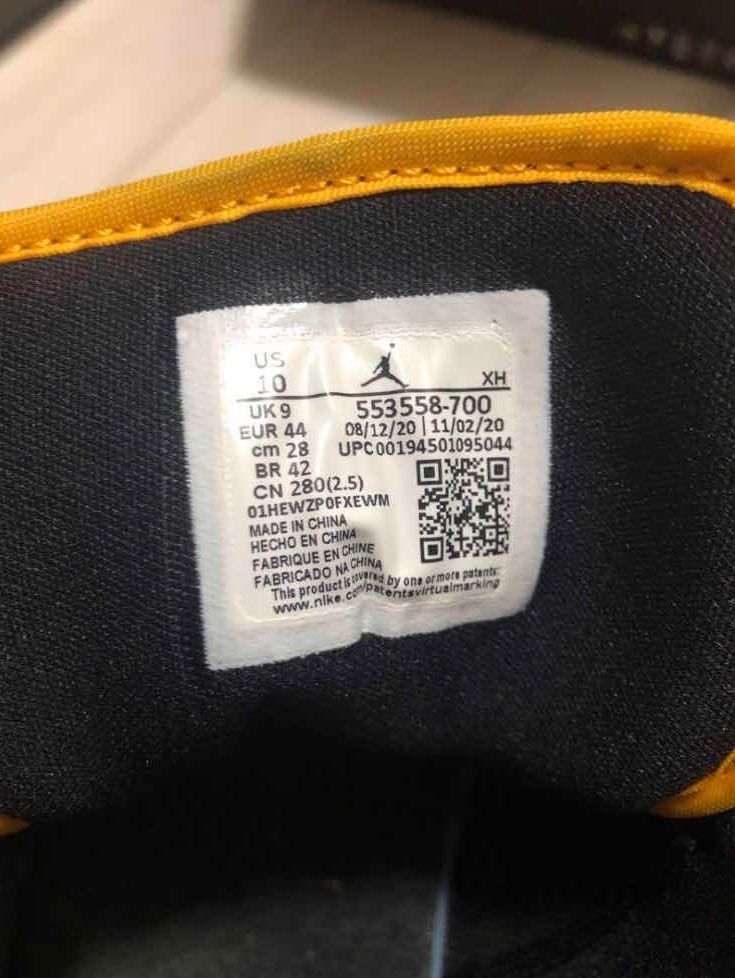 US
10
XH
UK 9
553558-700
EUR 44
08/12/20 | 11/02/20
cm 28
UPC00194501095044
BR 42
CN 280(2.5)
01HEWZP0FXEWM
MADE IN CHINA
HECHO EN CHINA
FABRIQUE EN CHINE
FABRICADO NA CHINA
This product is covered by one or more patents:
www.nike.com/patentsvirtualmarking